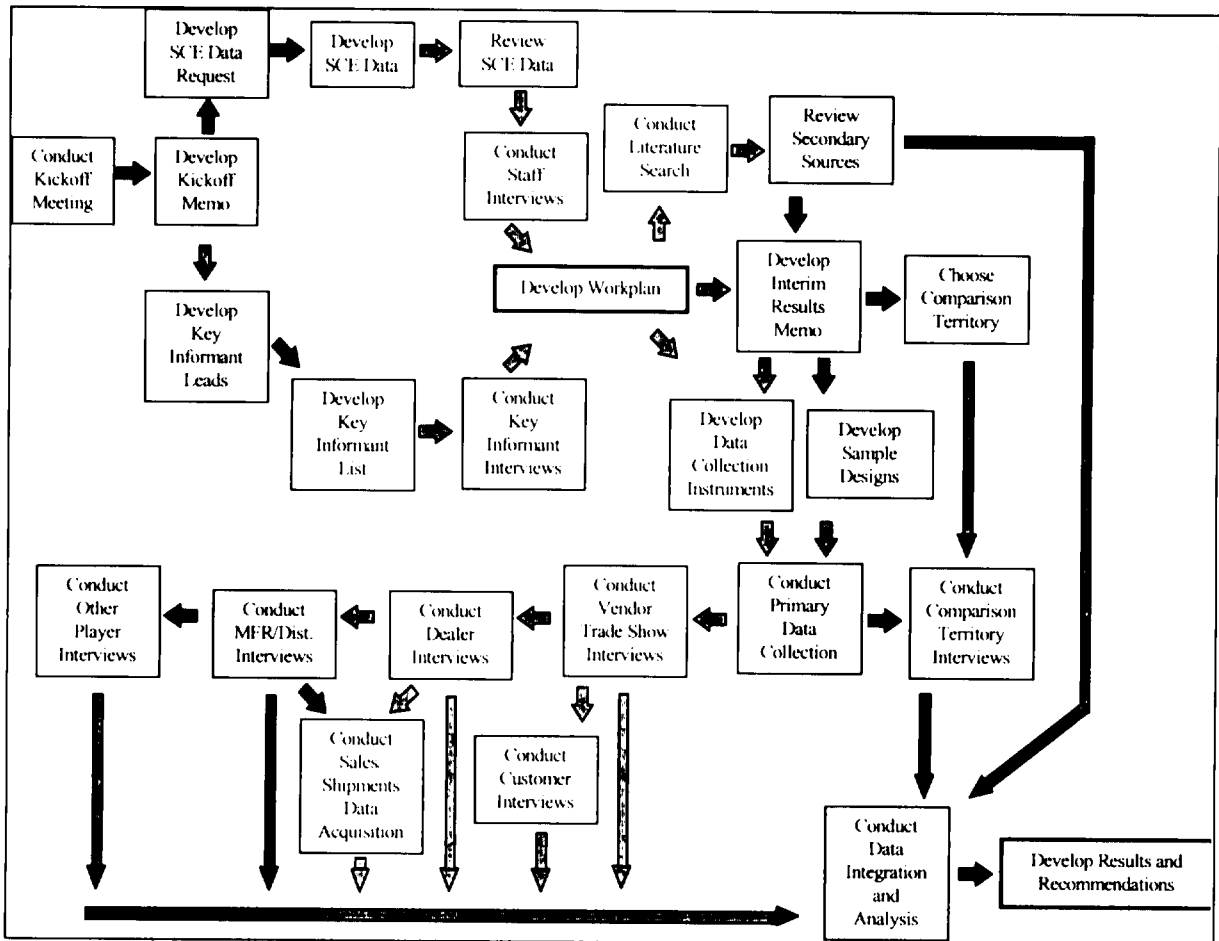 Develop
SCE Data
Request
Develop
SCE Data
Review
SCE Data
Conduct
Kickoff
Meeting
Develop
Kickoff
Memo
Conduct
Staff
Interviews
Conduct
Literature
Search
Review
Secondary
Sources
Develop
Key
Informant
Leads
Develop Workplan
Develop
Interim
Results
Memo
Choose
Comparison
Territory
Develop
Key
Informant
List
Conduct
Key
Informant
Interviews
Develop
Data
Collection
Instruments
Develop
Sample
Designs
Conduct
Other
Player
Interviews
Conduct
MFR/Dist.
Interviews
Conduct
Dealer
Interviews
Conduct
Vendor
Trade Show
Interviews
Conduct
Primary
Data
Collection
Conduct
Comparison
Territory
Interviews
Conduct
Sales
Shipments
Data
Acquisition
Conduct
Customer
Interviews
Conduct
Data
Integration
and
Analysis
Develop Results and
Recommendations